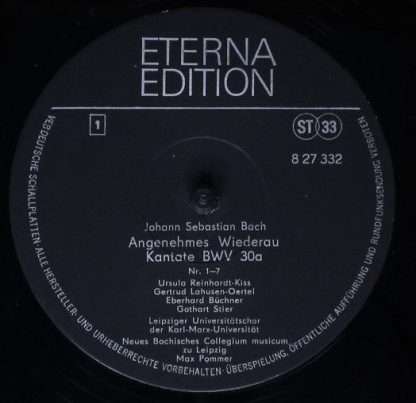 ETERNA
EDITION
1
ST 33
8 27 332
Johann Sebastian Bach
Angenehmes Wiederau
Kantate BWV 30a
Nr. 1–7
Ursula Reinhardt-Kiss
Gertrud Lahusen-Oertel
Eberhard Büchner
Gothart Stier
Leipziger Universitätschor
der Karl-Marx-Universität
Neues Bachisches Collegium musicum
zu Leipzig
Max Pommer
VEB DEUTSCHE SCHALLPLATTEN · ALLE HERSTELLER- UND URHEBERRECHTE VORBEHALTEN · ÜBERSPIELUNG, ÖFFENTLICHE AUFFÜHRUNG UND RUNDFUNKSENDUNG VERBOTEN